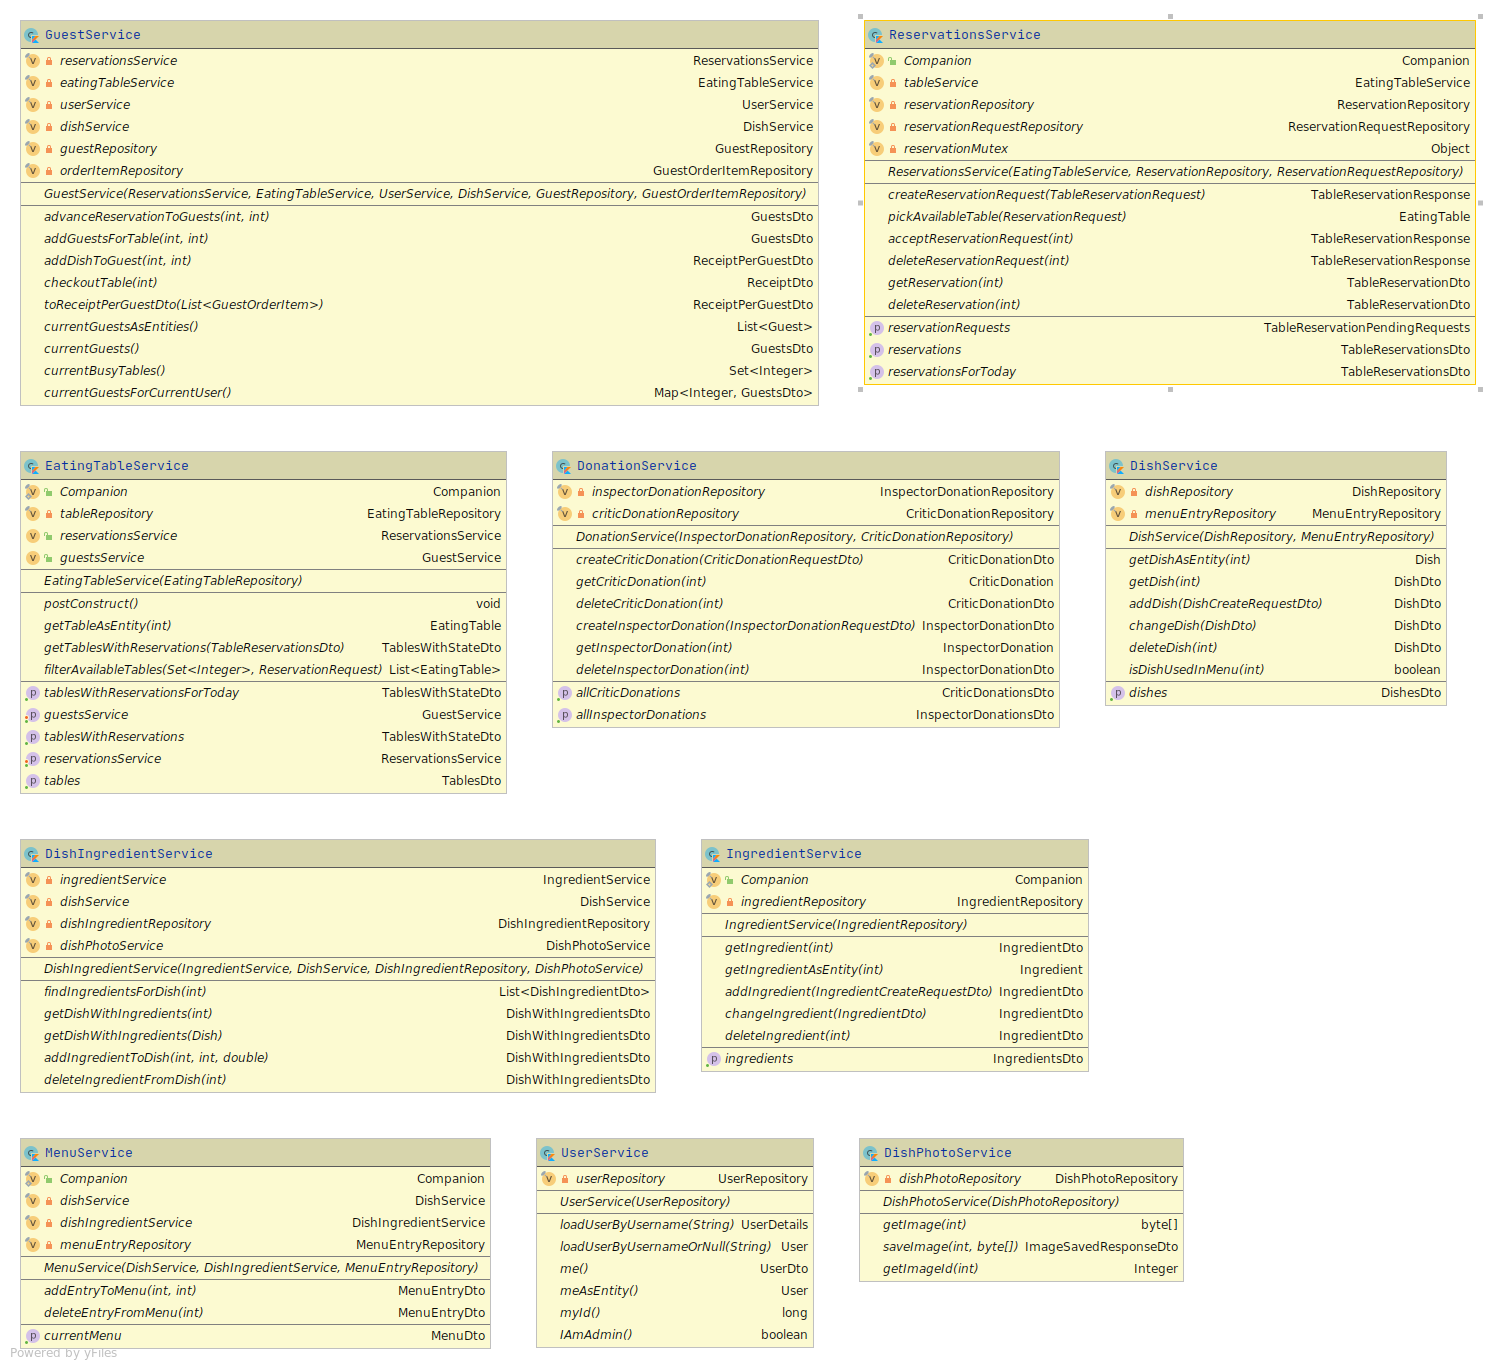 GuestService
reservationsService ReservationsService
eatingTableService EatingTableService
userService UserService
dishService DishService
guestRepository GuestRepository
orderItemRepository GuestOrderItemRepository
GuestService(ReservationsService, EatingTableService, UserService, DishService, GuestRepository, GuestOrderItemRepository)
advanceReservationToGuests(int, int) GuestsDto
addGuestsForTable(int, int) GuestsDto
addDishToGuest(int, int) ReceiptPerGuestDto
checkoutTable(int) ReceiptDto
toReceiptPerGuestDto(List<GuestOrderItem>) ReceiptPerGuestDto
currentGuestsAsEntities() List<Guest>
currentGuests() GuestsDto
currentBusyTables() Set<Integer>
currentGuestsForCurrentUser() Map<Integer, GuestsDto>
ReservationsService
Companion Companion
tableService EatingTableService
reservationRepository ReservationRepository
reservationRequestRepository ReservationRequestRepository
reservationMutex Object
ReservationsService(EatingTableService, ReservationRepository, ReservationRequestRepository)
createReservationRequest(TableReservationRequest) TableReservationResponse
pickAvailableTable(ReservationRequest) EatingTable
acceptReservationRequest(int) TableReservationResponse
deleteReservationRequest(int) TableReservationResponse
getReservation(int) TableReservationDto
deleteReservation(int) TableReservationDto
reservationRequests TableReservationPendingRequests
reservations TableReservationsDto
reservationsForToday TableReservationsDto
EatingTableService
Companion Companion
tableRepository EatingTableRepository
reservationsService ReservationsService
guestsService GuestService
EatingTableService(EatingTableRepository)
postConstruct() void
getTableAsEntity(int) EatingTable
getTablesWithReservations(TableReservationsDto) TablesWithStateDto
filterAvailableTables(Set<Integer>, ReservationRequest) List<EatingTable>
tablesWithReservationsForToday TablesWithStateDto
guestsService GuestService
tablesWithReservations TablesWithStateDto
reservationsService ReservationsService
tables TablesDto
DonationService
inspectorDonationRepository InspectorDonationRepository
criticDonationRepository CriticDonationRepository
DonationService(InspectorDonationRepository, CriticDonationRepository)
createCriticDonation(CriticDonationRequestDto) CriticDonationDto
getCriticDonation(int) CriticDonation
deleteCriticDonation(int) CriticDonationDto
createInspectorDonation(InspectorDonationRequestDto) InspectorDonationDto
getInspectorDonation(int) InspectorDonation
deleteInspectorDonation(int) InspectorDonationDto
allCriticDonations CriticDonationsDto
allInspectorDonations InspectorDonationsDto
DishService
dishRepository DishRepository
menuEntryRepository MenuEntryRepository
DishService(DishRepository, MenuEntryRepository)
getDishAsEntity(int) Dish
getDish(int) DishDto
addDish(DishCreateRequestDto) DishDto
changeDish(DishDto) DishDto
deleteDish(int) DishDto
isDishUsedInMenu(int) boolean
dishes DishesDto
DishIngredientService
ingredientService IngredientService
dishService DishService
dishIngredientRepository DishIngredientRepository
dishPhotoService DishPhotoService
DishIngredientService(IngredientService, DishService, DishIngredientRepository, DishPhotoService)
findIngredientsForDish(int) List<DishIngredientDto>
getDishWithIngredients(int) DishWithIngredientsDto
getDishWithIngredients(Dish) DishWithIngredientsDto
addIngredientToDish(int, int, double) DishWithIngredientsDto
deleteIngredientFromDish(int) DishWithIngredientsDto
IngredientService
Companion Companion
ingredientRepository IngredientRepository
IngredientService(IngredientRepository)
getIngredient(int) IngredientDto
getIngredientAsEntity(int) Ingredient
addIngredient(IngredientCreateRequestDto) IngredientDto
changeIngredient(IngredientDto) IngredientDto
deleteIngredient(int) IngredientDto
ingredients IngredientsDto
MenuService
Companion Companion
dishService DishService
dishIngredientService DishIngredientService
menuEntryRepository MenuEntryRepository
MenuService(DishService, DishIngredientService, MenuEntryRepository)
addEntryToMenu(int, int) MenuEntryDto
deleteEntryFromMenu(int) MenuEntryDto
currentMenu MenuDto
UserService
userRepository UserRepository
UserService(UserRepository)
loadUserByUsername(String) UserDetails
loadUserByUsernameOrNull(String) User
me() UserDto
meAsEntity() User
myId() long
IAmAdmin() boolean
DishPhotoService
dishPhotoRepository DishPhotoRepository
DishPhotoService(DishPhotoRepository)
getImage(int) byte[]
saveImage(int, byte[]) ImageSavedResponseDto
getImageId(int) Integer
Powered by yFiles